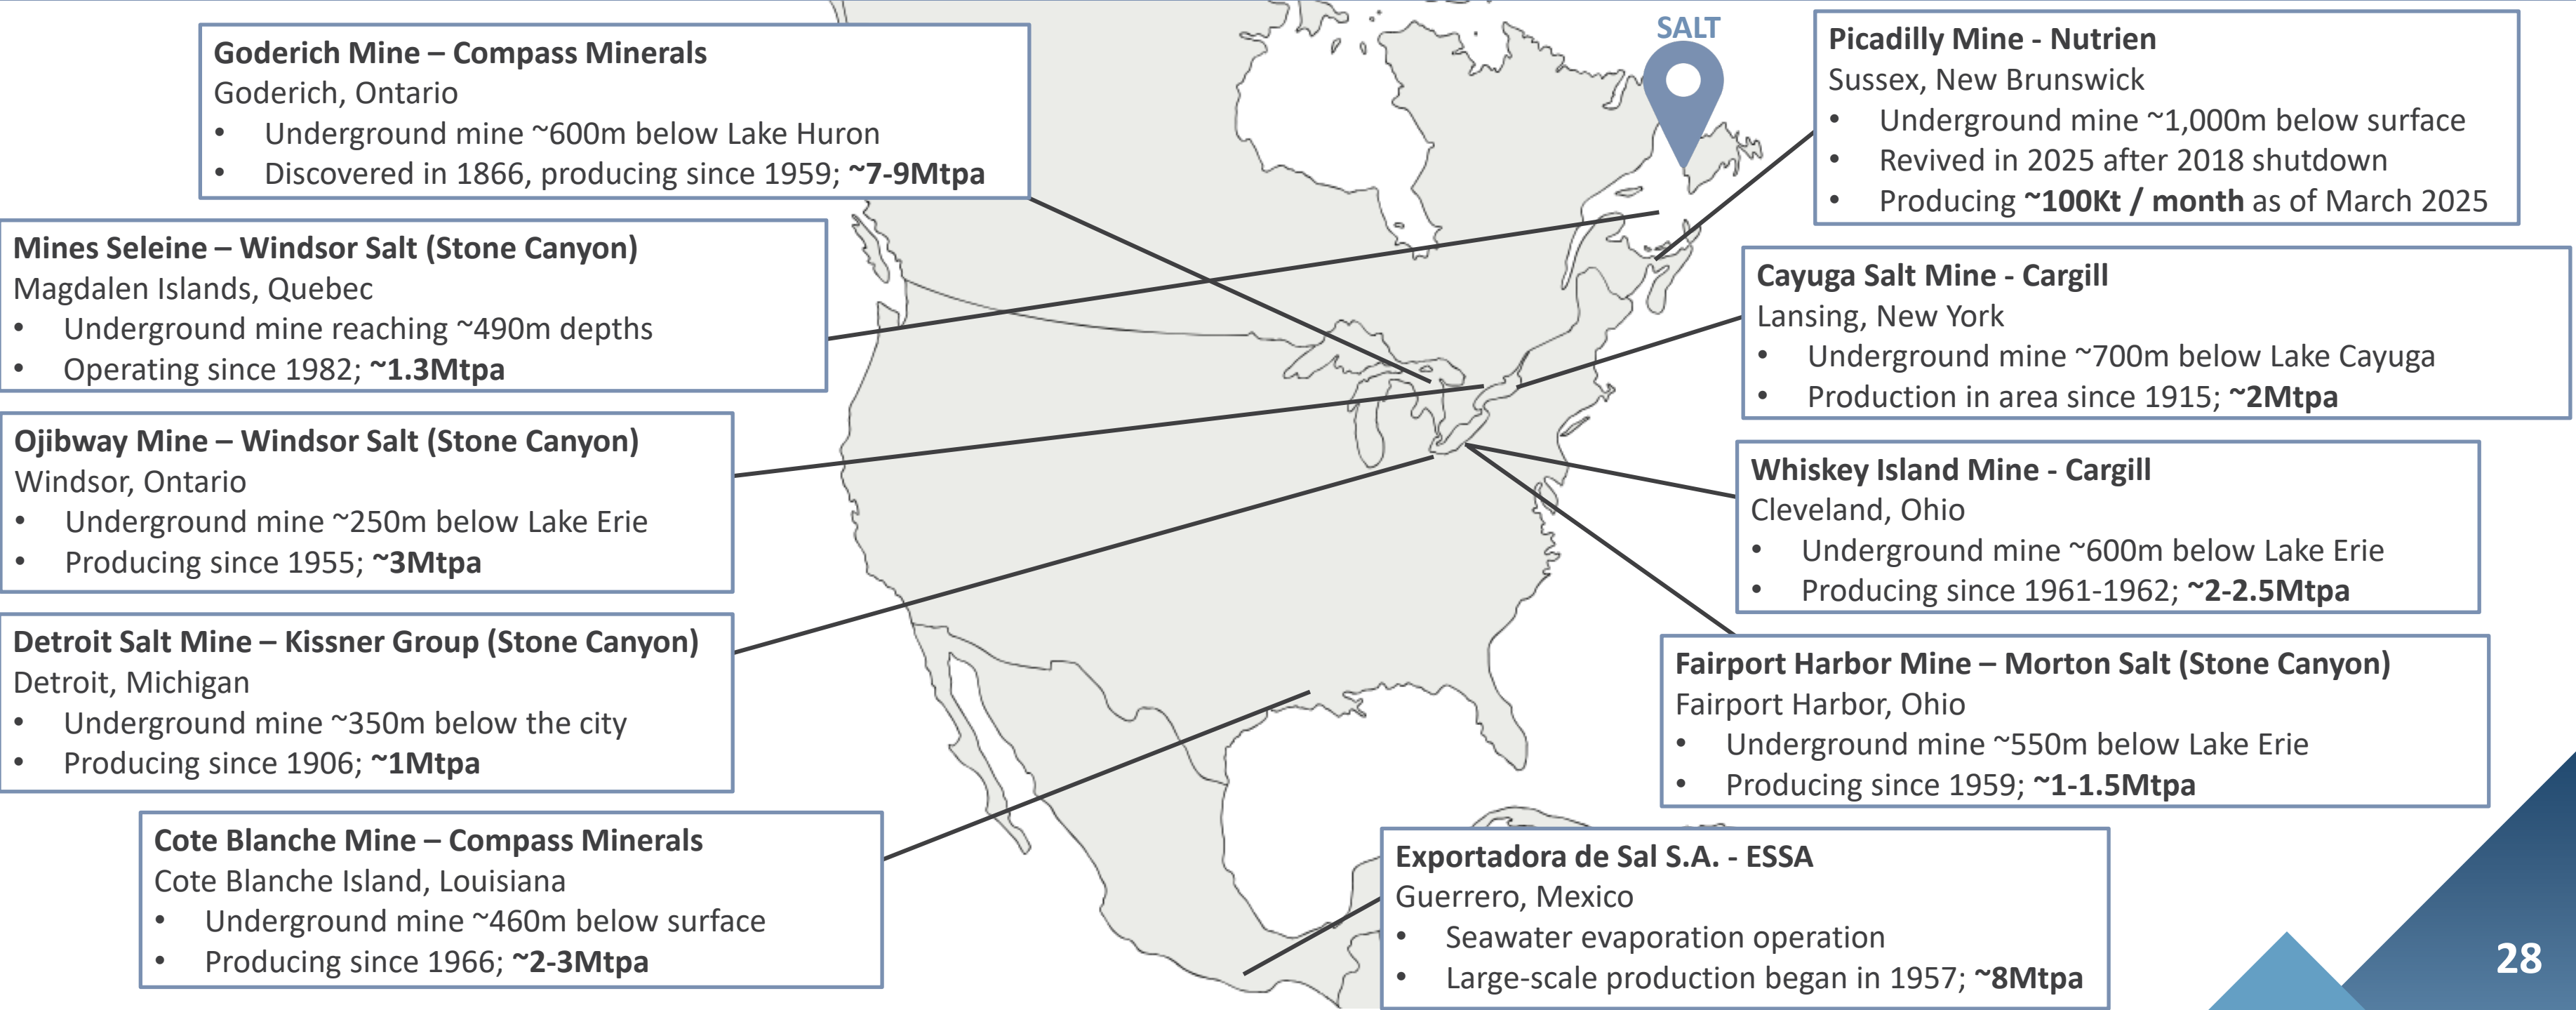 Goderich Mine – Compass Minerals
Goderich, Ontario
• Underground mine ~600m below Lake Huron
• Discovered in 1866, producing since 1959; ~7-9Mtpa
Mines Seleine – Windsor Salt (Stone Canyon)
Magdalen Islands, Quebec
• Underground mine reaching ~490m depths
• Operating since 1982; ~1.3Mtpa
Ojibway Mine – Windsor Salt (Stone Canyon)
Windsor, Ontario
• Underground mine ~250m below Lake Erie
• Producing since 1955; ~3Mtpa
Detroit Salt Mine – Kissner Group (Stone Canyon)
Detroit, Michigan
• Underground mine ~350m below the city
• Producing since 1906; ~1Mtpa
Cote Blanche Mine – Compass Minerals
Cote Blanche Island, Louisiana
• Underground mine ~460m below surface
• Producing since 1966; ~2-3Mtpa
SALT
Picadilly Mine - Nutrien
Sussex, New Brunswick
• Underground mine ~1,000m below surface
• Revived in 2025 after 2018 shutdown
• Producing ~100Kt / month as of March 2025
Cayuga Salt Mine - Cargill
Lansing, New York
• Underground mine ~700m below Lake Cayuga
• Production in area since 1915; ~2Mtpa
Whiskey Island Mine - Cargill
Cleveland, Ohio
• Underground mine ~600m below Lake Erie
• Producing since 1961-1962; ~2-2.5Mtpa
Fairport Harbor Mine – Morton Salt (Stone Canyon)
Fairport Harbor, Ohio
• Underground mine ~550m below Lake Erie
• Producing since 1959; ~1-1.5Mtpa
Exportadora de Sal S.A. - ESSA
Guerrero, Mexico
• Seawater evaporation operation
• Large-scale production began in 1957; ~8Mtpa
28